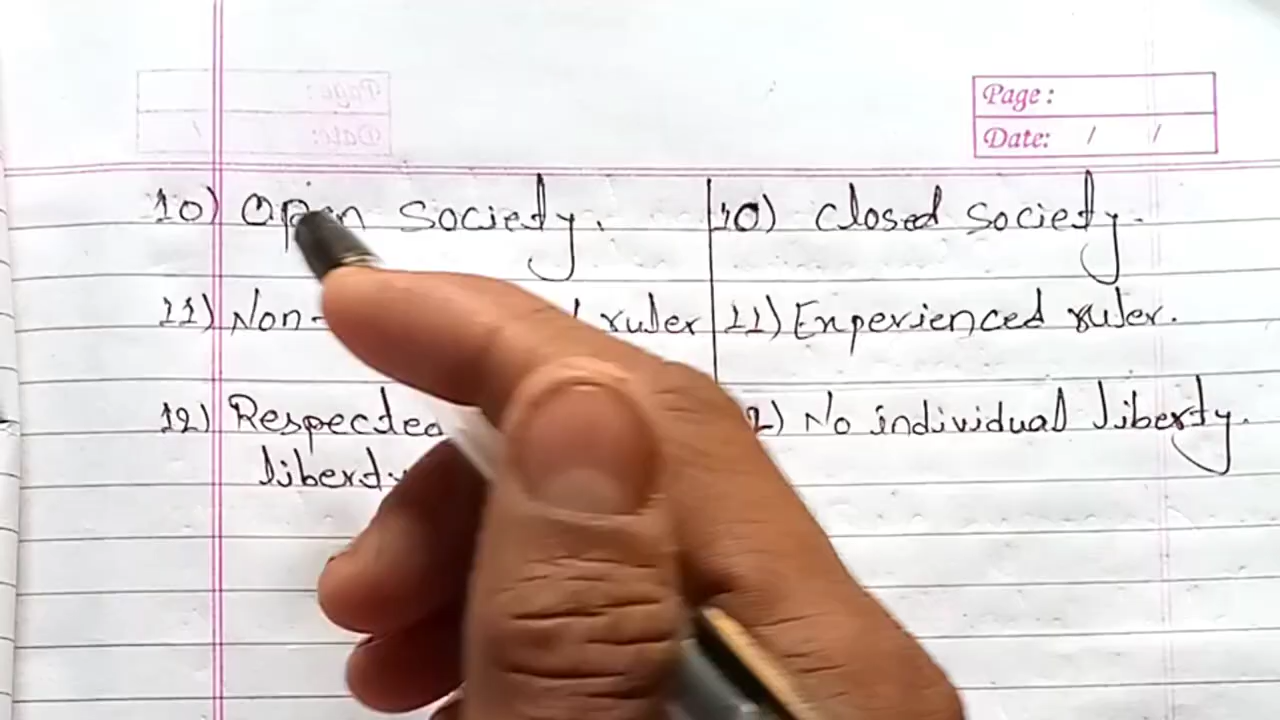 Page :
Date: / /
10) Open Society. 10) Closed Society.
11) Non- ruler 11) Experienced ruler.
12) Respected 2) No individual liberty.
liberty